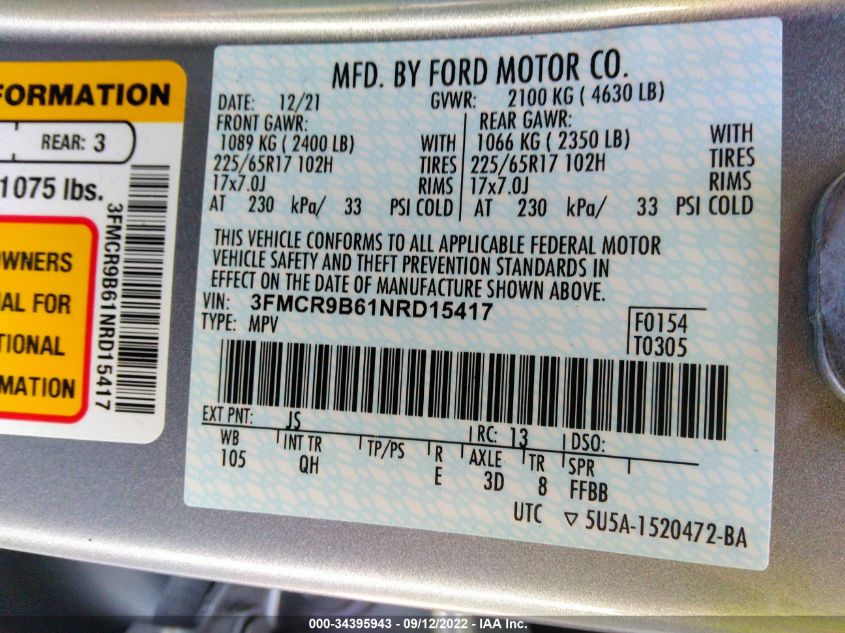 FORMATION
REAR: 3
1075 lbs.
OWNERS
AL FOR
TIONAL
RMATION
3FMCR9B61NRD15417
MFD. BY FORD MOTOR CO.
DATE: 12/21 GVWR: 2100 KG ( 4630 LB)
FRONT GAWR: REAR GAWR:
1089 KG ( 2400 LB) WITH 1066 KG ( 2350 LB) WITH
225/65R17 102H TIRES 225/65R17 102H TIRES
17x7.0J RIMS 17x7.0J RIMS
AT 230 kPa/ 33 PSI COLD AT 230 kPa/ 33 PSI COLD
THIS VEHICLE CONFORMS TO ALL APPLICABLE FEDERAL MOTOR
VEHICLE SAFETY AND THEFT PREVENTION STANDARDS IN
EFFECT ON THE DATE OF MANUFACTURE SHOWN ABOVE.
VIN: 3FMCR9B61NRD15417
TYPE: MPV
F0154
T0305
EXT PNT: JS RC: 13 DSO:
WB INT TR TP/PS R AXLE TR SPR
105 QH E 3D 8 FFBB
UTC ▽ 5U5A-1520472-BA
000-34395943 - 09/12/2022 - IAA Inc.